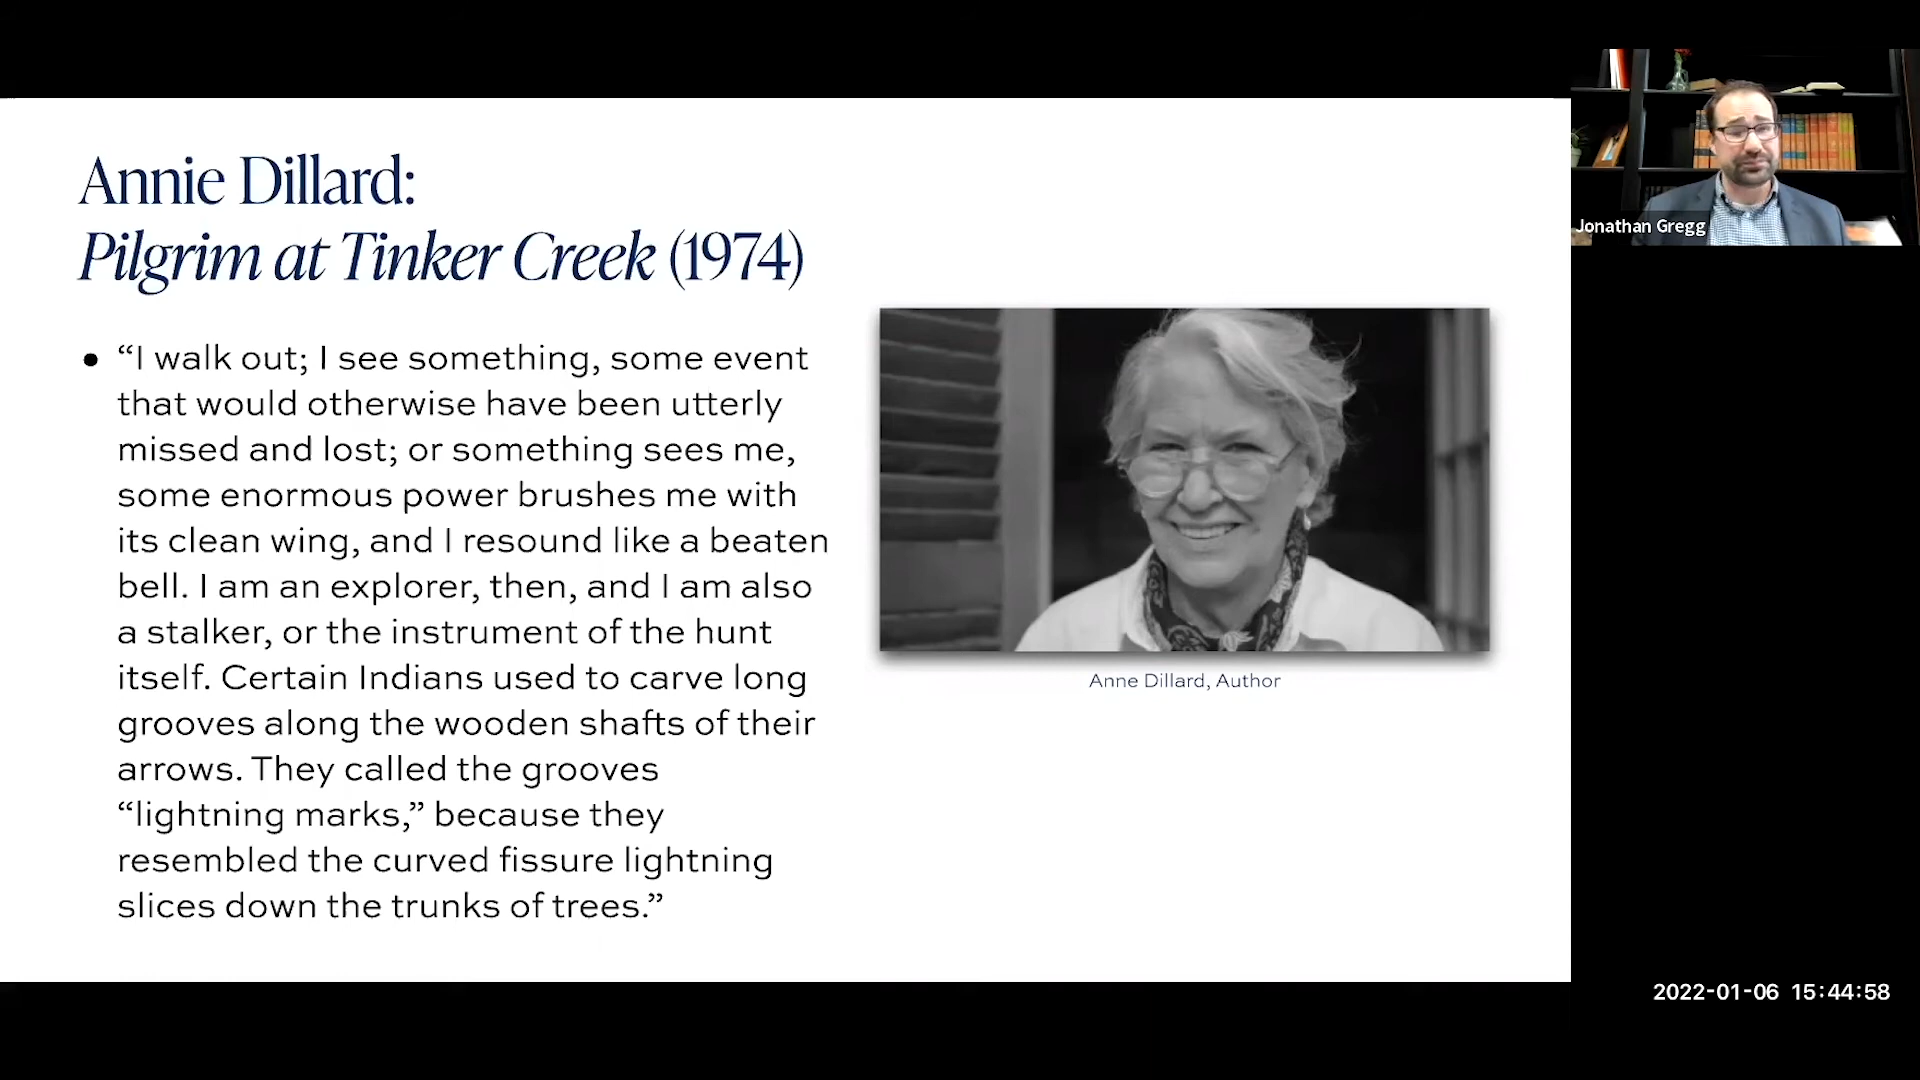 Annie Dillard:
Pilgrim at Tinker Creek (1974)
● “I walk out; I see something, some event
that would otherwise have been utterly
missed and lost; or something sees me,
some enormous power brushes me with
its clean wing, and I resound like a beaten
bell. I am an explorer, then, and I am also
a stalker, or the instrument of the hunt
itself. Certain Indians used to carve long
grooves along the wooden shafts of their
arrows. They called the grooves
“lightning marks,” because they
resembled the curved fissure lightning
slices down the trunks of trees.”
Anne Dillard, Author
Jonathan Gregg
2022-01-06 15:44:58